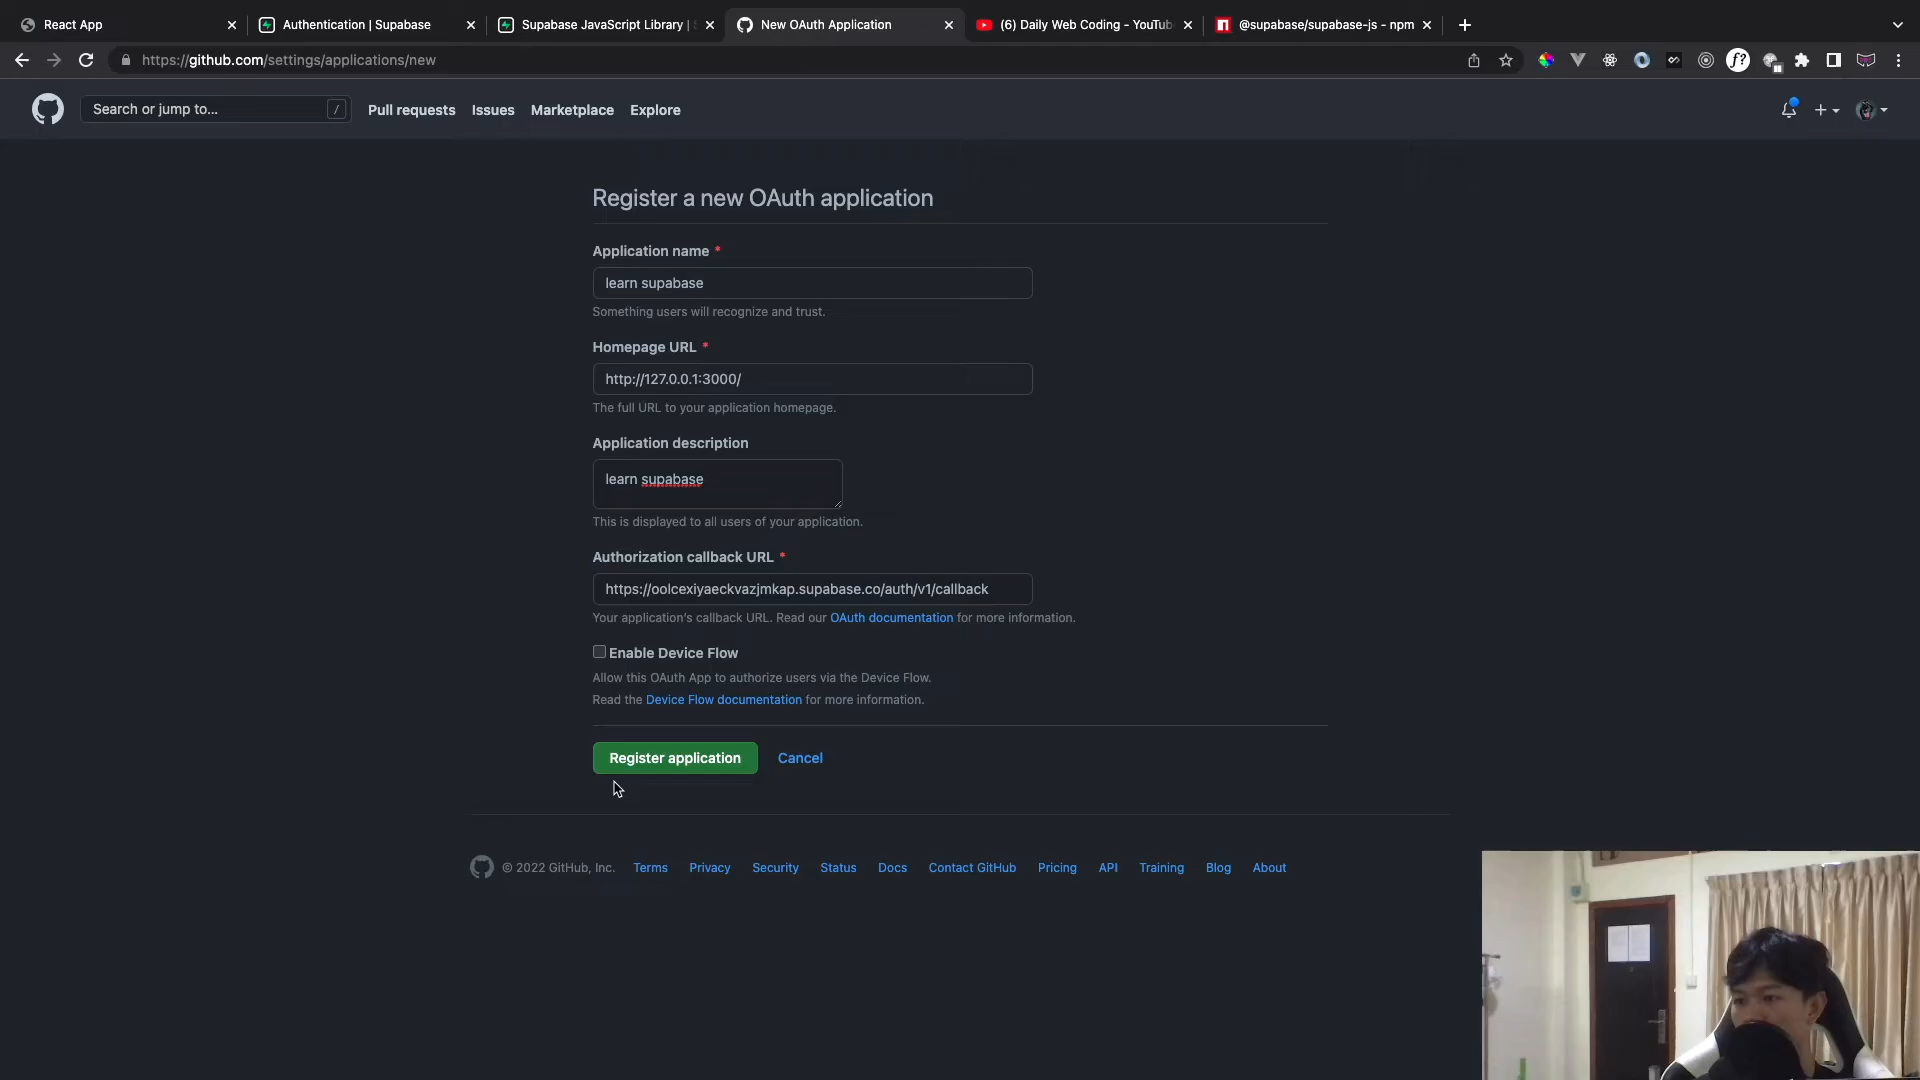 React App
Authentication | Supabase
Supabase JavaScript Library |
New OAuth Application
(6) Daily Web Coding - YouTub
@supabase/supabase-js - npm
https://github.com/settings/applications/new
f?
Search or jump to...
/
Pull requests
Issues
Marketplace
Explore
Register a new OAuth application
Application name *
learn supabase
Something users will recognize and trust.
Homepage URL *
http://127.0.0.1:3000/
The full URL to your application homepage.
Application description
learn supabase
This is displayed to all users of your application.
Authorization callback URL *
https://oolcexiyaeckvazjmkap.supabase.co/auth/v1/callback
Your application's callback URL. Read our OAuth documentation for more information.
Enable Device Flow
Allow this OAuth App to authorize users via the Device Flow.
Read the Device Flow documentation for more information.
Register application
Cancel
© 2022 GitHub, Inc.
Terms
Privacy
Security
Status
Docs
Contact GitHub
Pricing
API
Training
Blog
About